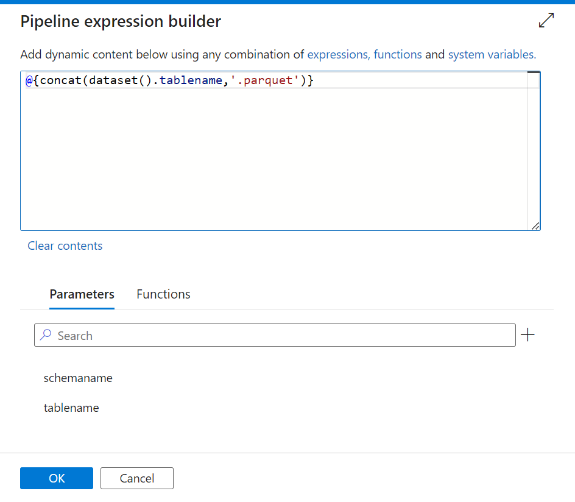 Pipeline expression builder
Add dynamic content below using any combination of expressions, functions and system variables.
@{concat(dataset().tablename,'.parquet')}
Clear contents
Parameters Functions
Search
schemaname
tablename
OK Cancel